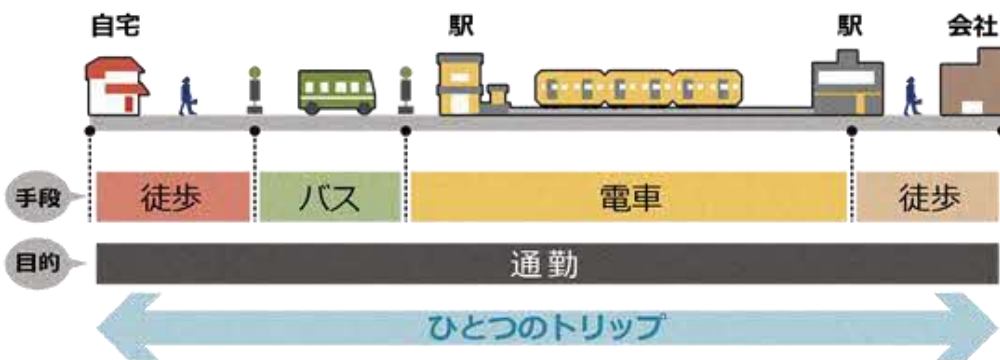 自宅 駅 駅 会社
手段 徒歩 バス 電車 徒歩
目的 通勤
ひとつのトリップ